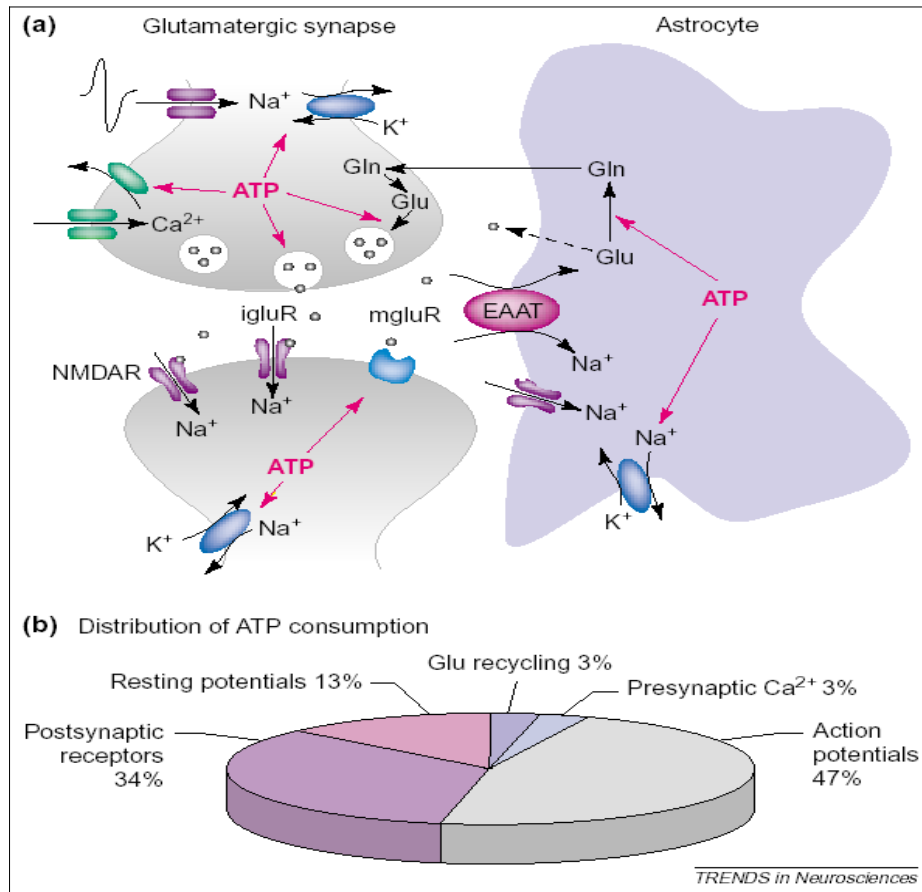 (a) Glutamatergic synapse Astrocyte
Na⁺
K⁺
Gln Gln
ATP
Glu
Ca²⁺
Glu
ATP
igluR mgluR EAAT
NMDAR
Na⁺
Na⁺
Na⁺
Na⁺
Na⁺
ATP
K⁺
K⁺ Na⁺
(b) Distribution of ATP consumption
Glu recycling 3%
Resting potentials 13%
Presynaptic Ca²⁺ 3%
Postsynaptic
receptors
34%
Action
potentials
47%
TRENDS in Neurosciences